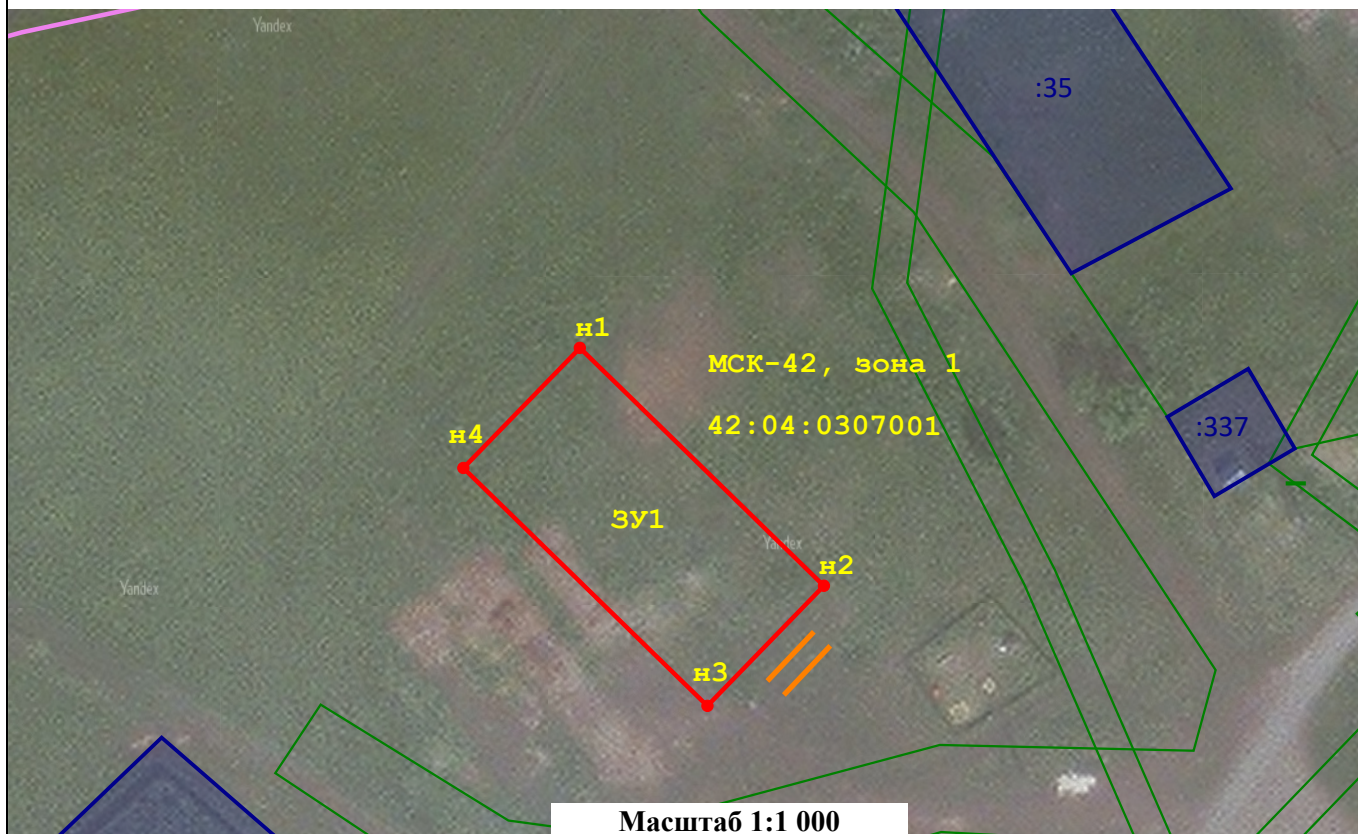 Yandex
:35
н1
МСК-42, зона 1
42:04:0307001
:337
н4
ЗУ1
Yandex
н2
Yandex
н3
Масштаб 1:1 000